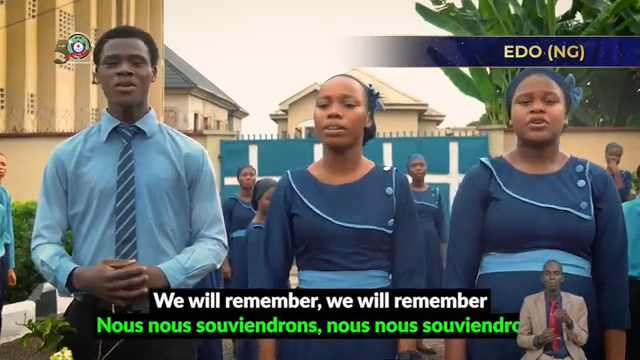 EDO (NG)
We will remember, we will remember
Nous nous souviendrons, nous nous souviendro